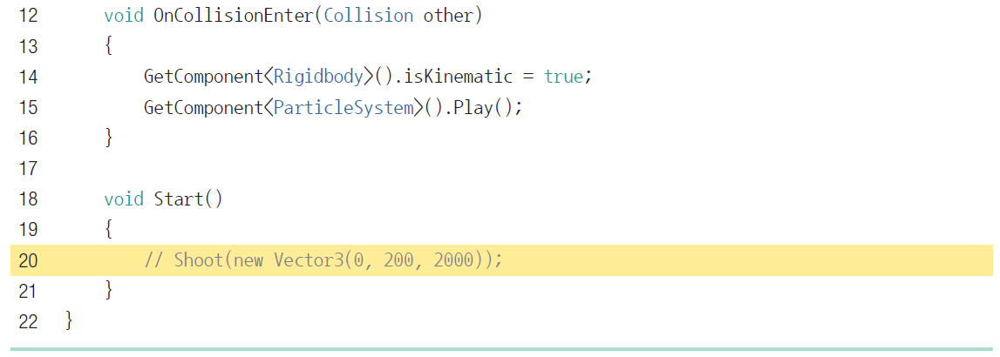 12 void OnCollisionEnter(Collision other)
13 {
14 GetComponent<Rigidbody>().isKinematic = true;
15 GetComponent<ParticleSystem>().Play();
16 }
17
18 void Start()
19 {
20 // Shoot(new Vector3(0, 200, 2000));
21 }
22 }